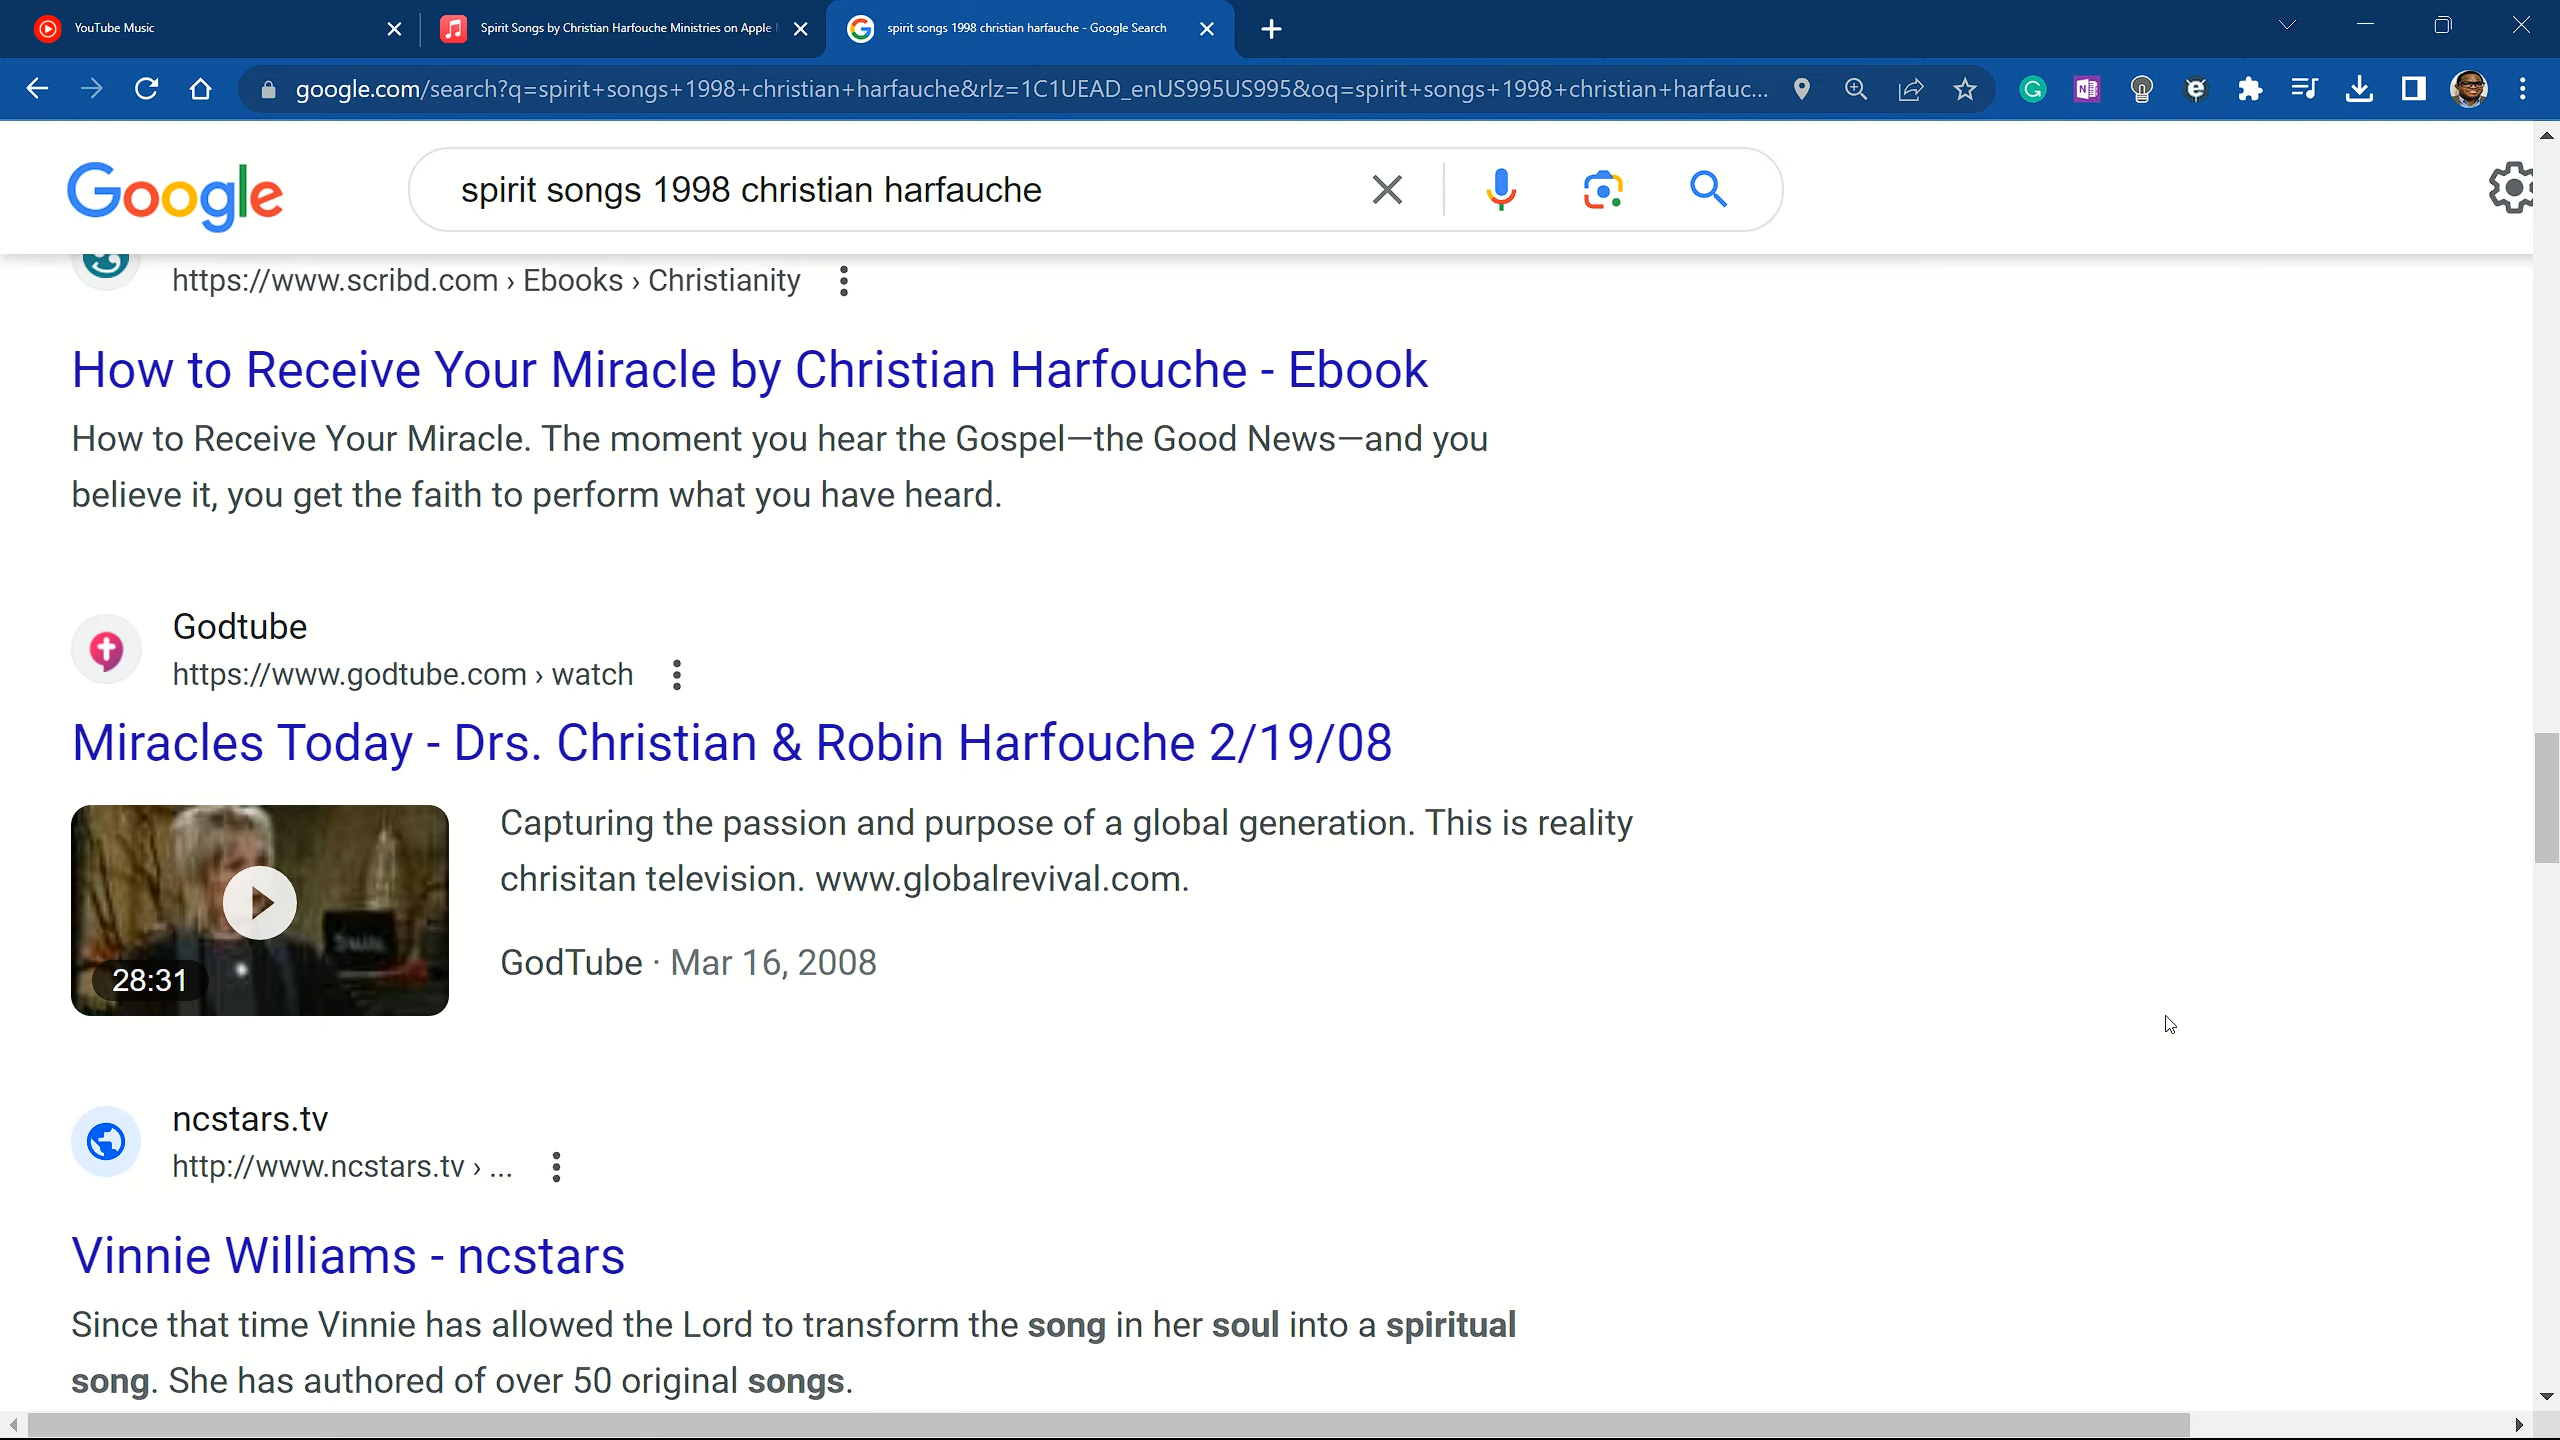 YouTube Music
Spirit Songs by Christian Harfouche Ministries on Apple
spirit songs 1998 christian harfauche - Google Search
google.com/search?q=spirit+songs+1998+christian+harfauche&rlz=1C1UEAD_enUS995US995&oq=spirit+songs+1998+christian+harfauc...
Google
spirit songs 1998 christian harfauche
https://www.scribd.com › Ebooks › Christianity
How to Receive Your Miracle by Christian Harfouche - Ebook
How to Receive Your Miracle. The moment you hear the Gospel—the Good News—and you
believe it, you get the faith to perform what you have heard.
Godtube
https://www.godtube.com › watch
Miracles Today - Drs. Christian & Robin Harfouche 2/19/08
Capturing the passion and purpose of a global generation. This is reality
chrisitan television. www.globalrevival.com.
28:31
GodTube · Mar 16, 2008
ncstars.tv
http://www.ncstars.tv › ...
Vinnie Williams - ncstars
Since that time Vinnie has allowed the Lord to transform the song in her soul into a spiritual
song. She has authored of over 50 original songs.